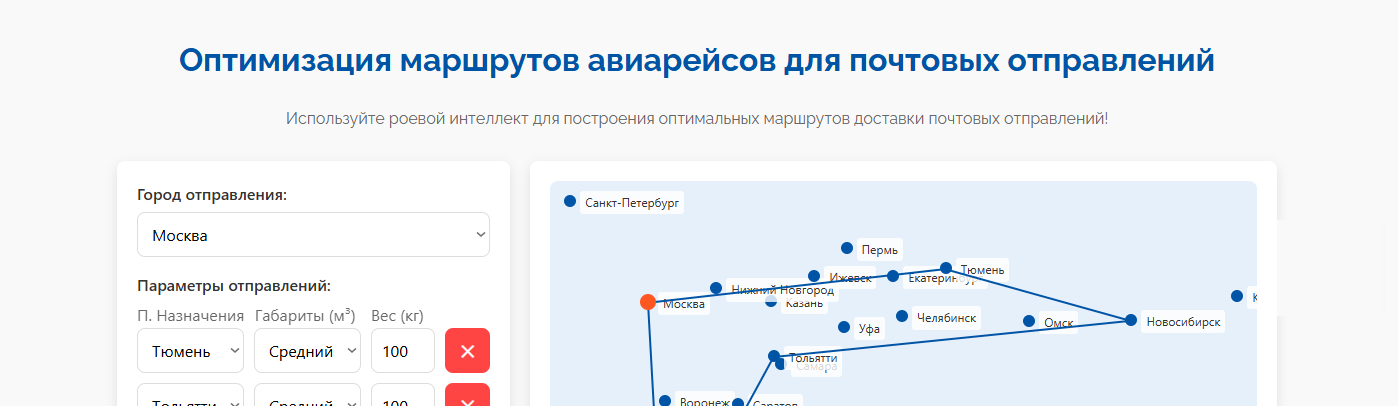 Оптимизация маршрутов авиарейсов для почтовых отправлений
Используйте роевой интеллект для построения оптимальных маршрутов доставки почтовых отправлений!
Город отправления:
Москва
Параметры отправлений:
П. Назначения Габариты (м³) Вес (кг)
Тюмень Средний 100
Тольятти Средний 100
Санкт-Петербург
Пермь
Тюмень
Ижевск
Екатеринбург
Нижний Новгород
Москва
Казань
Челябинск
Уфа
Омск
Новосибирск
Тольятти
Самара
Воронеж
Саратов